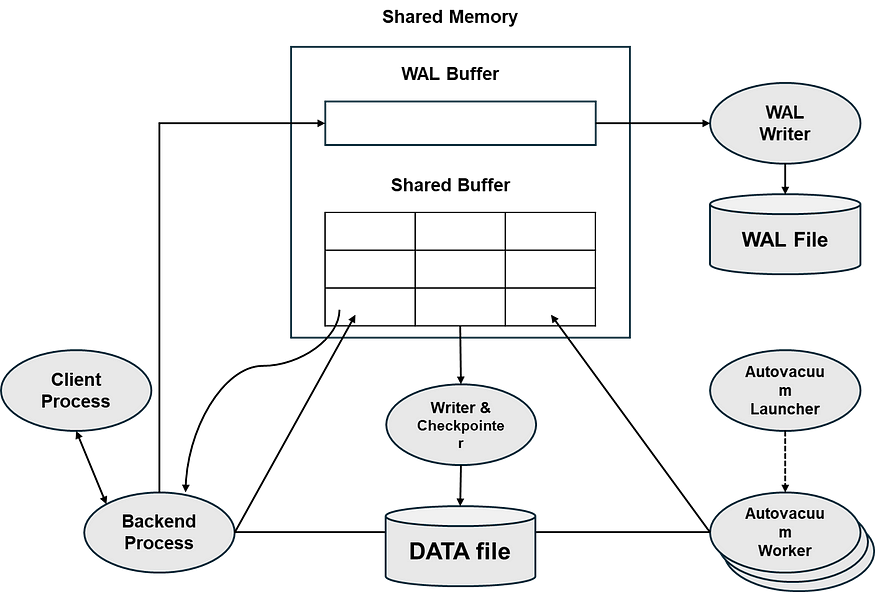 Shared Memory
WAL Buffer
WAL
Writer
Shared Buffer
WAL File
Client
Process
Autovacuu
m
Launcher
Writer &
Checkpointe
r
Backend
Process
DATA file
Autovacuu
m
Worker